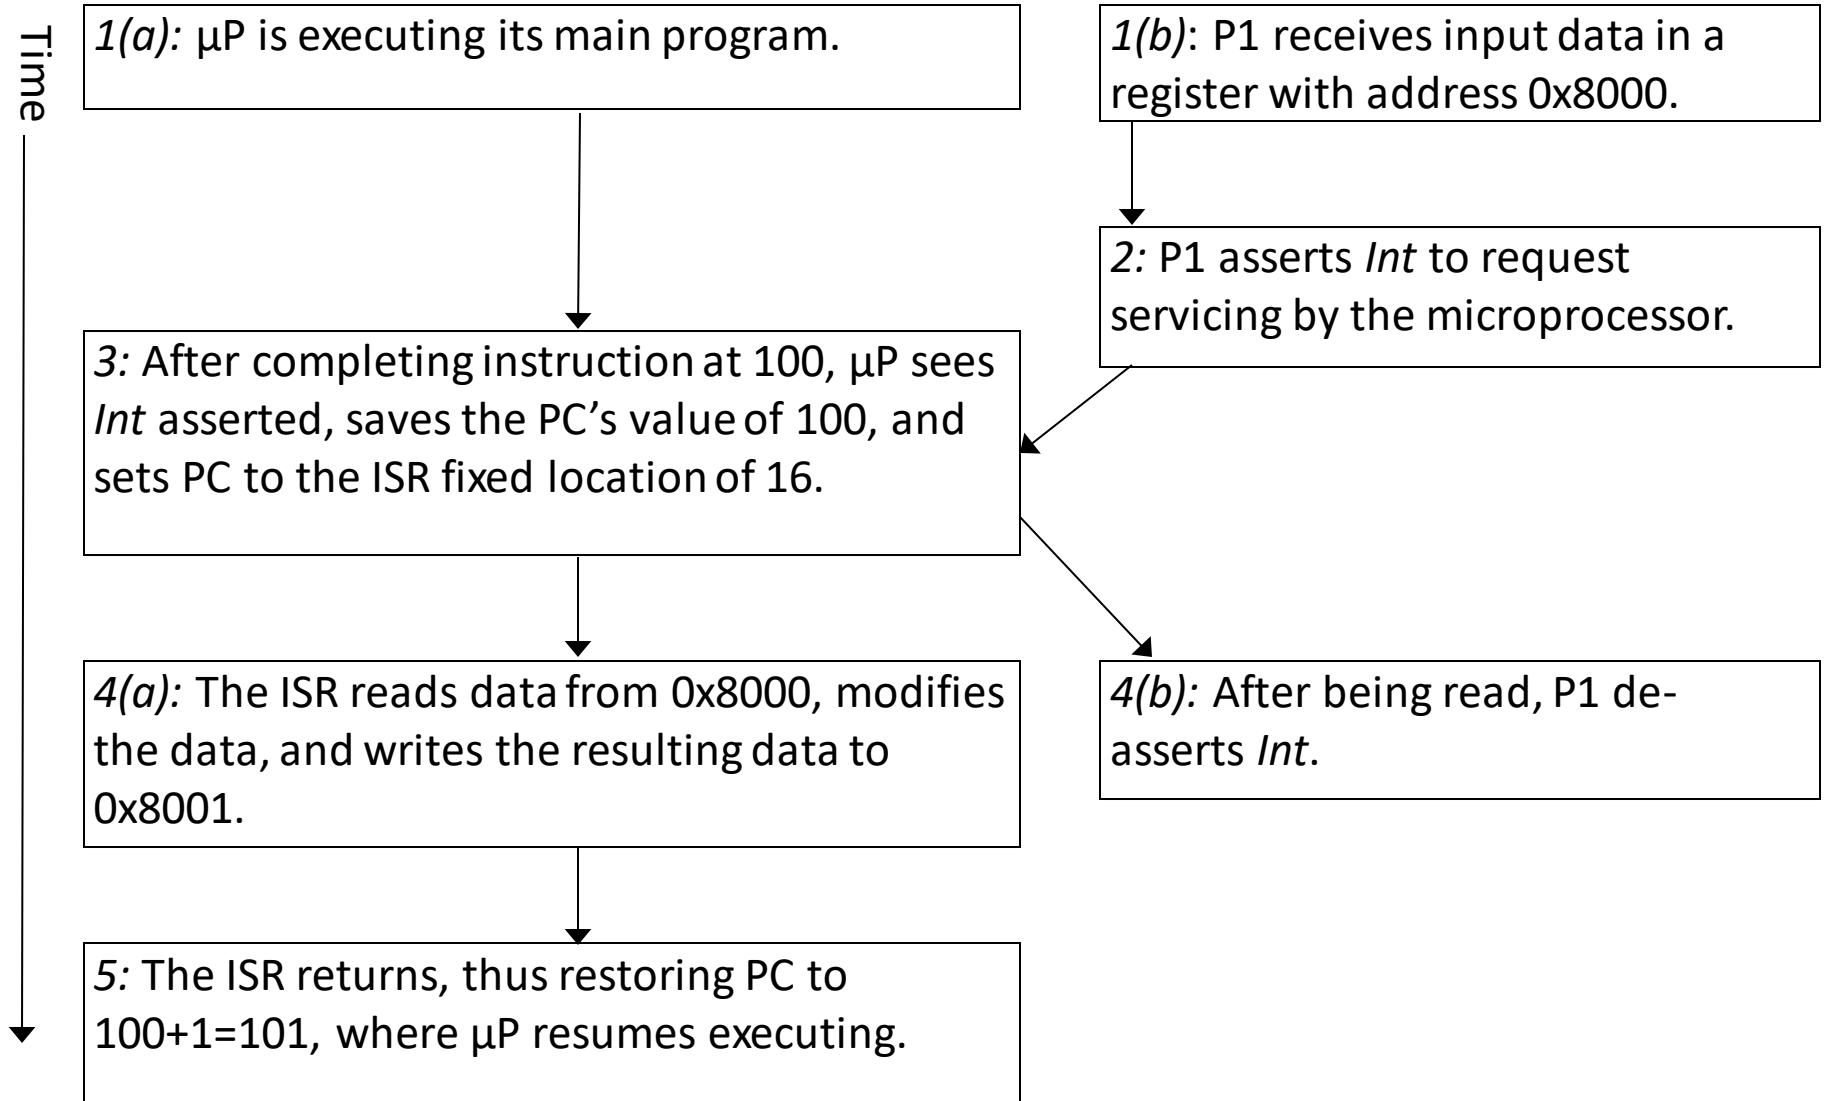 Time
1(a): μP is executing its main program.
1(b): P1 receives input data in a
register with address 0x8000.
2: P1 asserts Int to request
servicing by the microprocessor.
3: After completing instruction at 100, μP sees
Int asserted, saves the PC’s value of 100, and
sets PC to the ISR fixed location of 16.
4(a): The ISR reads data from 0x8000, modifies
the data, and writes the resulting data to
0x8001.
4(b): After being read, P1 de-
asserts Int.
5: The ISR returns, thus restoring PC to
100+1=101, where μP resumes executing.